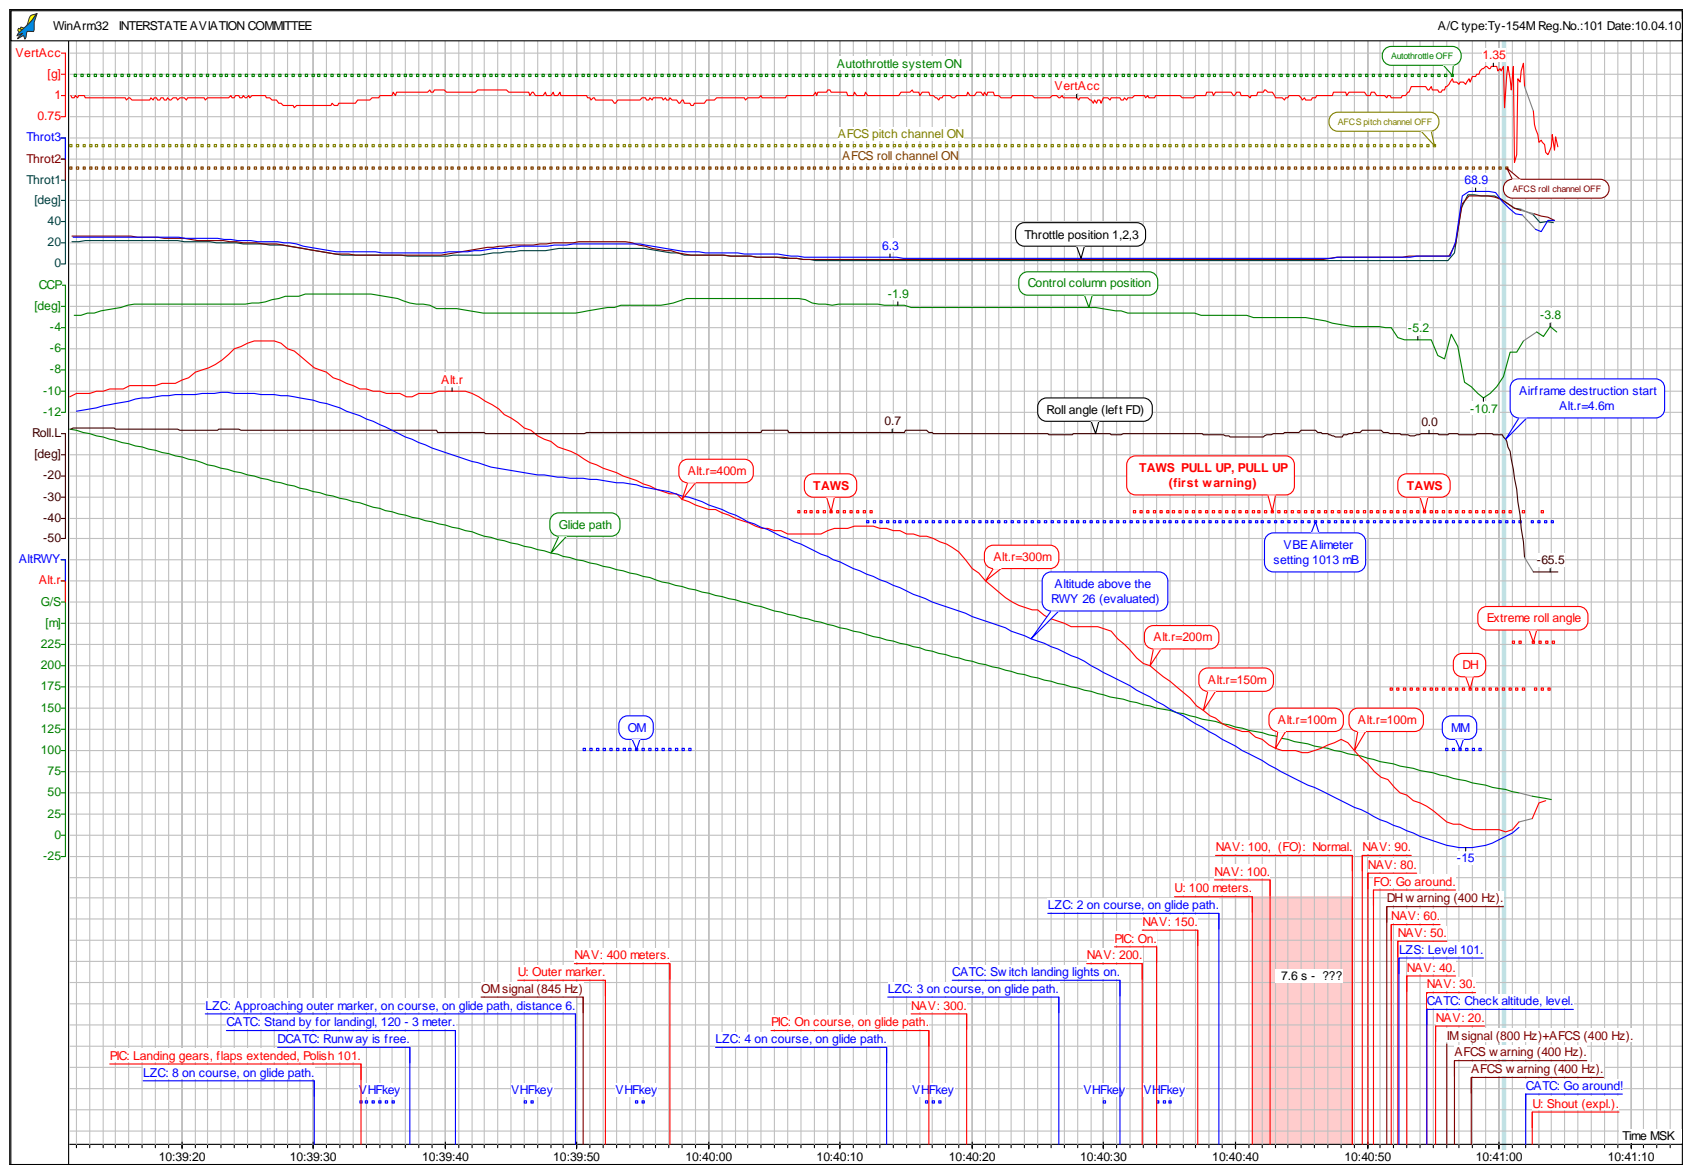 WinArm32 INTERSTATE AVIATION COMMITTEE
A/C type:Ty-154M Reg.No.:101 Date:10.04.10
VertAcc
[g]
1
0.75
Throt3
Throt2
Throt1
[deg]
40
20
0
CCP
[deg]
-4
-6
-8
-10
-12
Roll.L
[deg]
-20
-30
-40
-50
AltRWY
Alt.r
G/S
[m]
225
200
175
150
125
100
75
50
25
0
-25
Autothrottle system ON
Autothrottle OFF
1.35
VertAcc
AFCS pitch channel ON
AFCS pitch channel OFF
AFCS roll channel ON
AFCS roll channel OFF
68.9
6.3
Throttle position 1,2,3
Control column position
-1.9
-5.2
-3.8
-10.7
Alt.r
Airframe destruction start
Alt.r=4.6m
Roll angle (left FD)
0.7
0.0
Alt.r=400m
TAWS
TAWS PULL UP, PULL UP
(first warning)
TAWS
Glide path
VBE Alimeter
setting 1013 mB
Alt.r=300m
-65.5
Altitude above the
RWY 26 (evaluated)
Extreme roll angle
Alt.r=200m
DH
Alt.r=150m
OM
Alt.r=100m
Alt.r=100m
MM
-15
NAV: 100, (FO): Normal.
NAV: 90.
NAV: 80.
NAV: 100.
FO: Go around.
U: 100 meters.
DH warning (400 Hz).
LZC: 2 on course, on glide path.
NAV: 60.
NAV: 150.
NAV: 50.
PIC: On.
LZS: Level 101.
NAV: 400 meters.
NAV: 200.
NAV: 40.
U: Outer marker.
CATC: Switch landing lights on.
7.6 s - ???
NAV: 30.
OM signal (845 Hz)
LZC: 3 on course, on glide path.
CATC: Check altitude, level.
LZC: Approaching outer marker, on course, on glide path, distance 6.
NAV: 300.
NAV: 20.
CATC: Stand by for landingl, 120 - 3 meter.
PIC: On course, on glide path.
IM signal (800 Hz)+AFCS (400 Hz).
DCATC: Runway is free.
LZC: 4 on course, on glide path.
AFCS warning (400 Hz).
PIC: Landing gears, flaps extended, Polish 101.
AFCS warning (400 Hz).
LZC: 8 on course, on glide path.
CATC: Go around!
VHFkey
VHFkey
VHFkey
VHFkey
VHFkey
VHFkey
U: Shout (expl.).
Time MSK
10:39:20
10:39:30
10:39:40
10:39:50
10:40:00
10:40:10
10:40:20
10:40:30
10:40:40
10:40:50
10:41:00
10:41:10